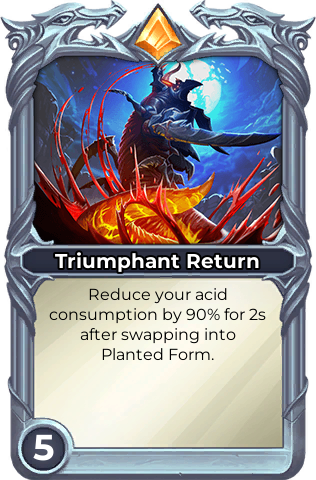 Triumphant Return
Reduce your acid
consumption by 90% for 2s
after swapping into
Planted Form.
5